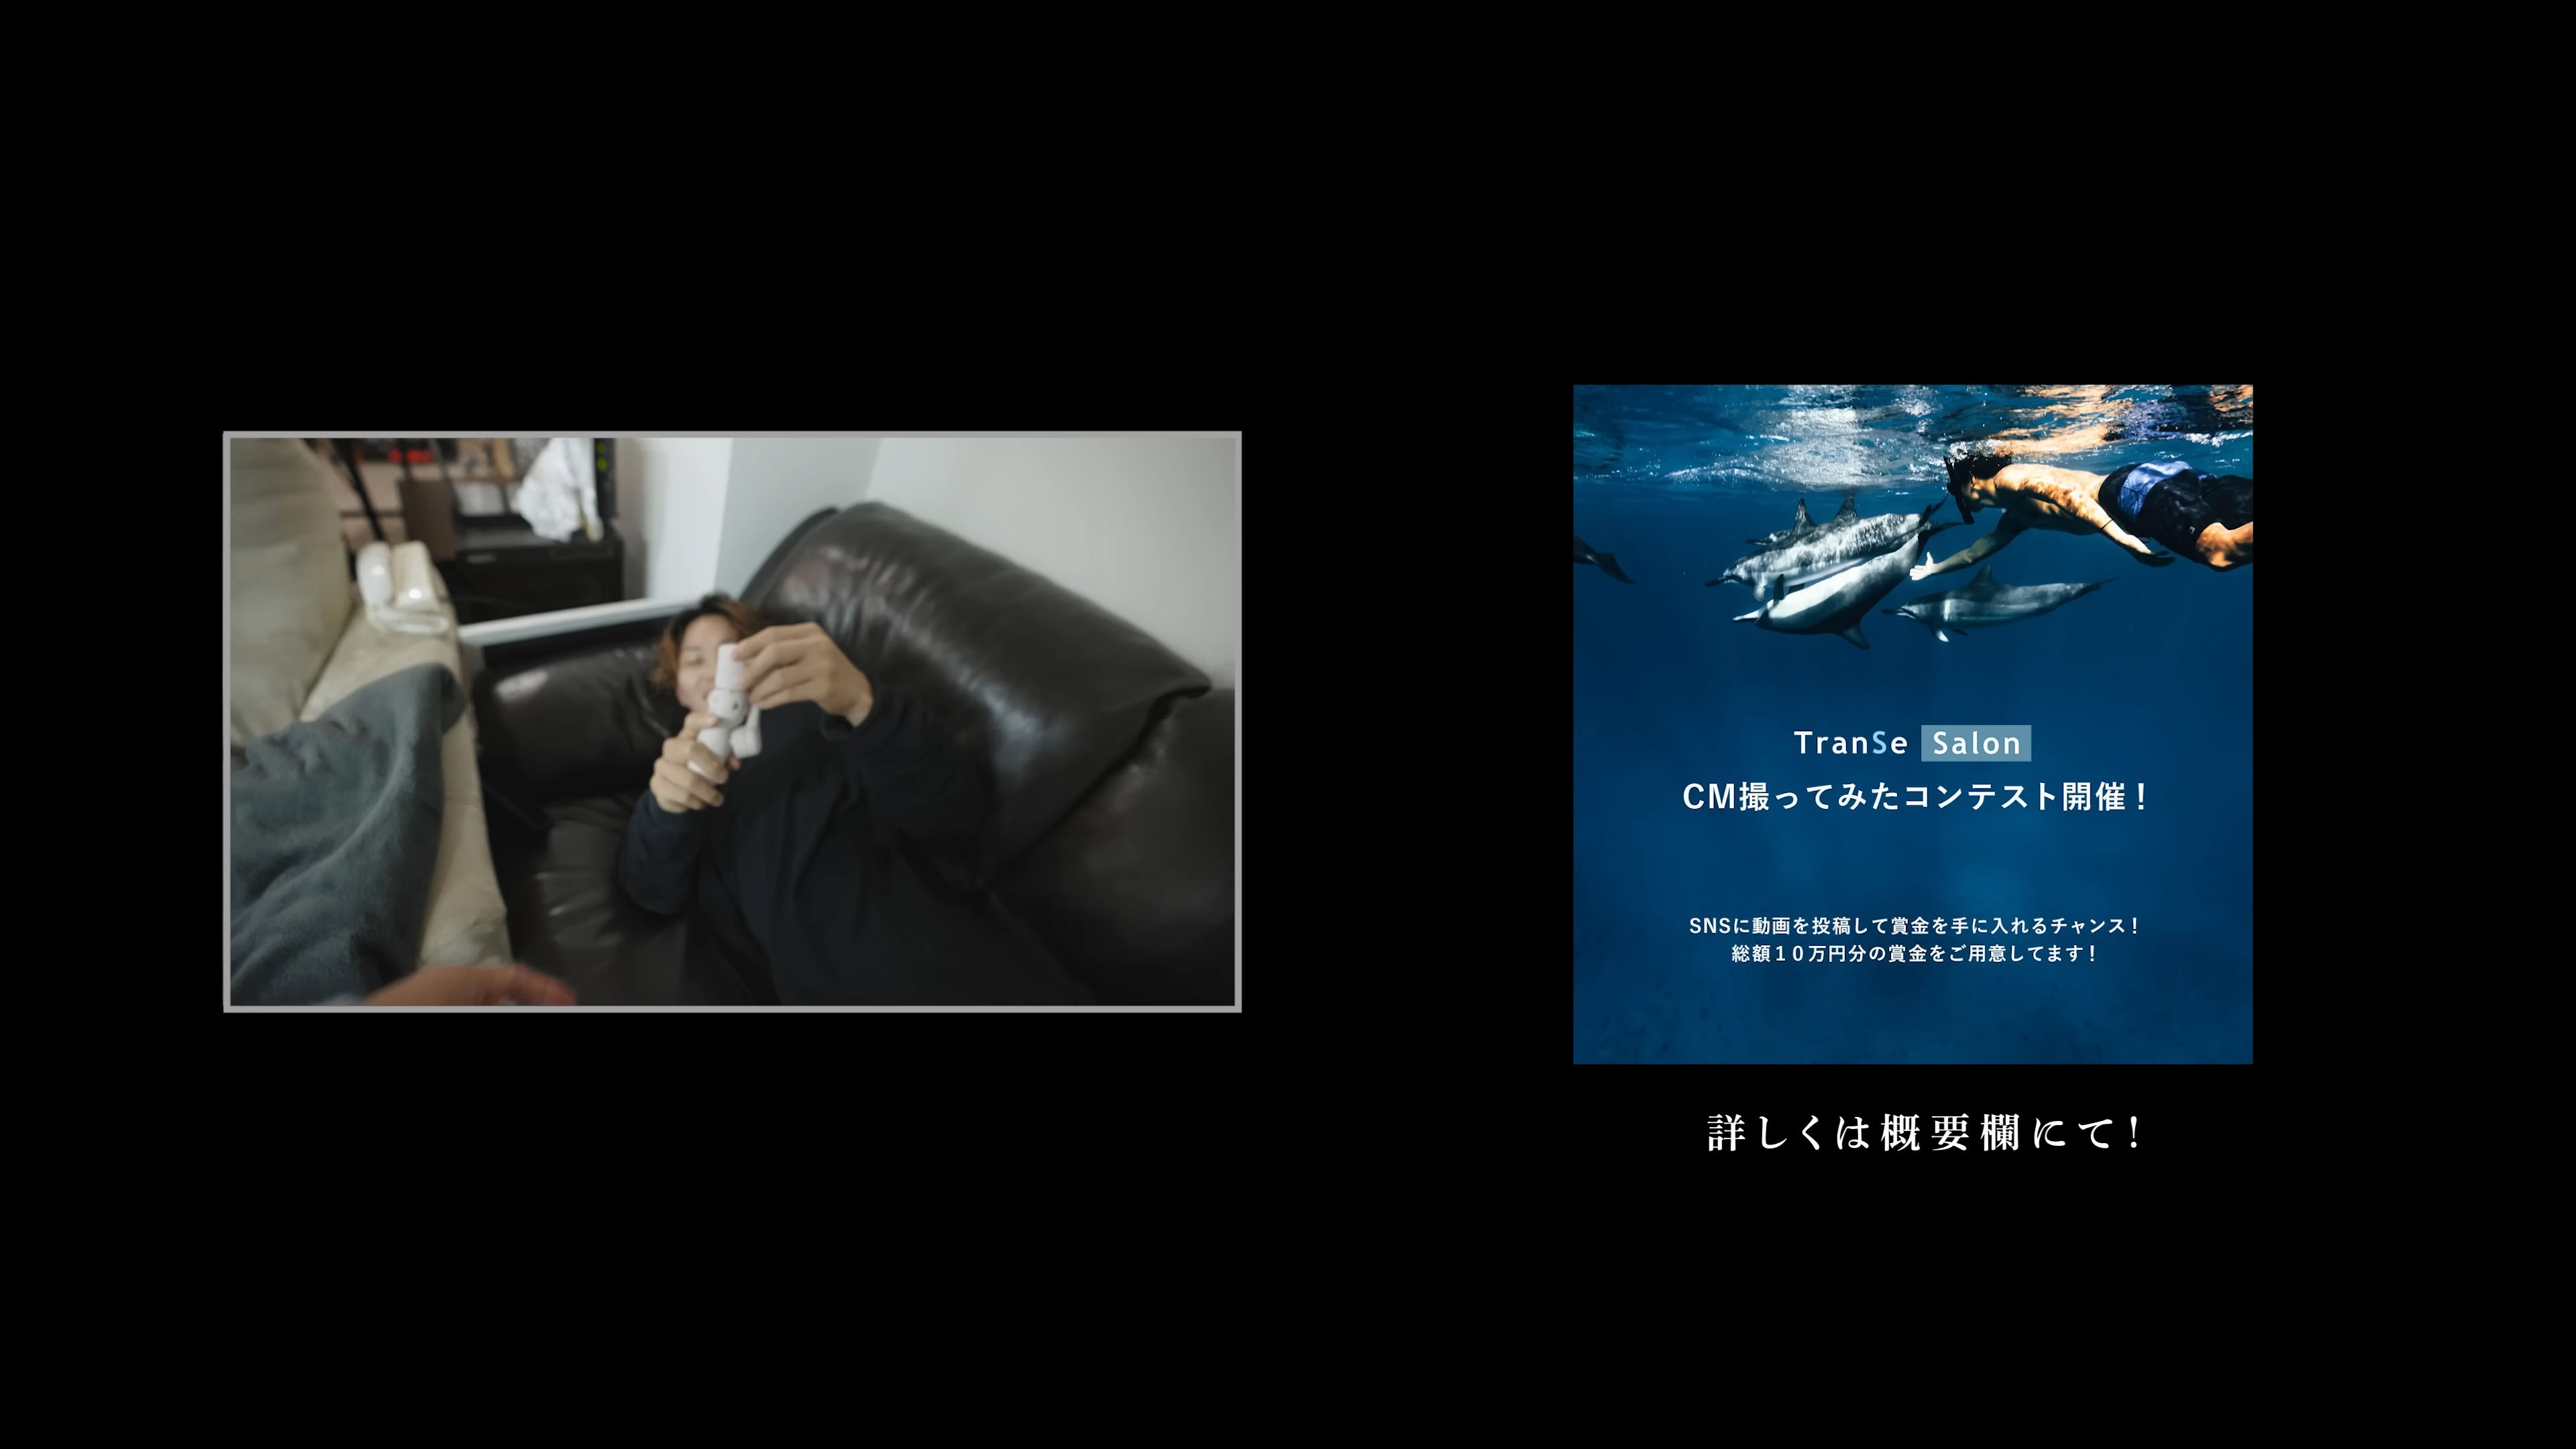 TranSe Salon
CM撮ってみたコンテスト開催！
SNSに動画を投稿して賞金を手に入れるチャンス！
総額１０万円分の賞金をご用意してます！
詳しくは概要欄にて！